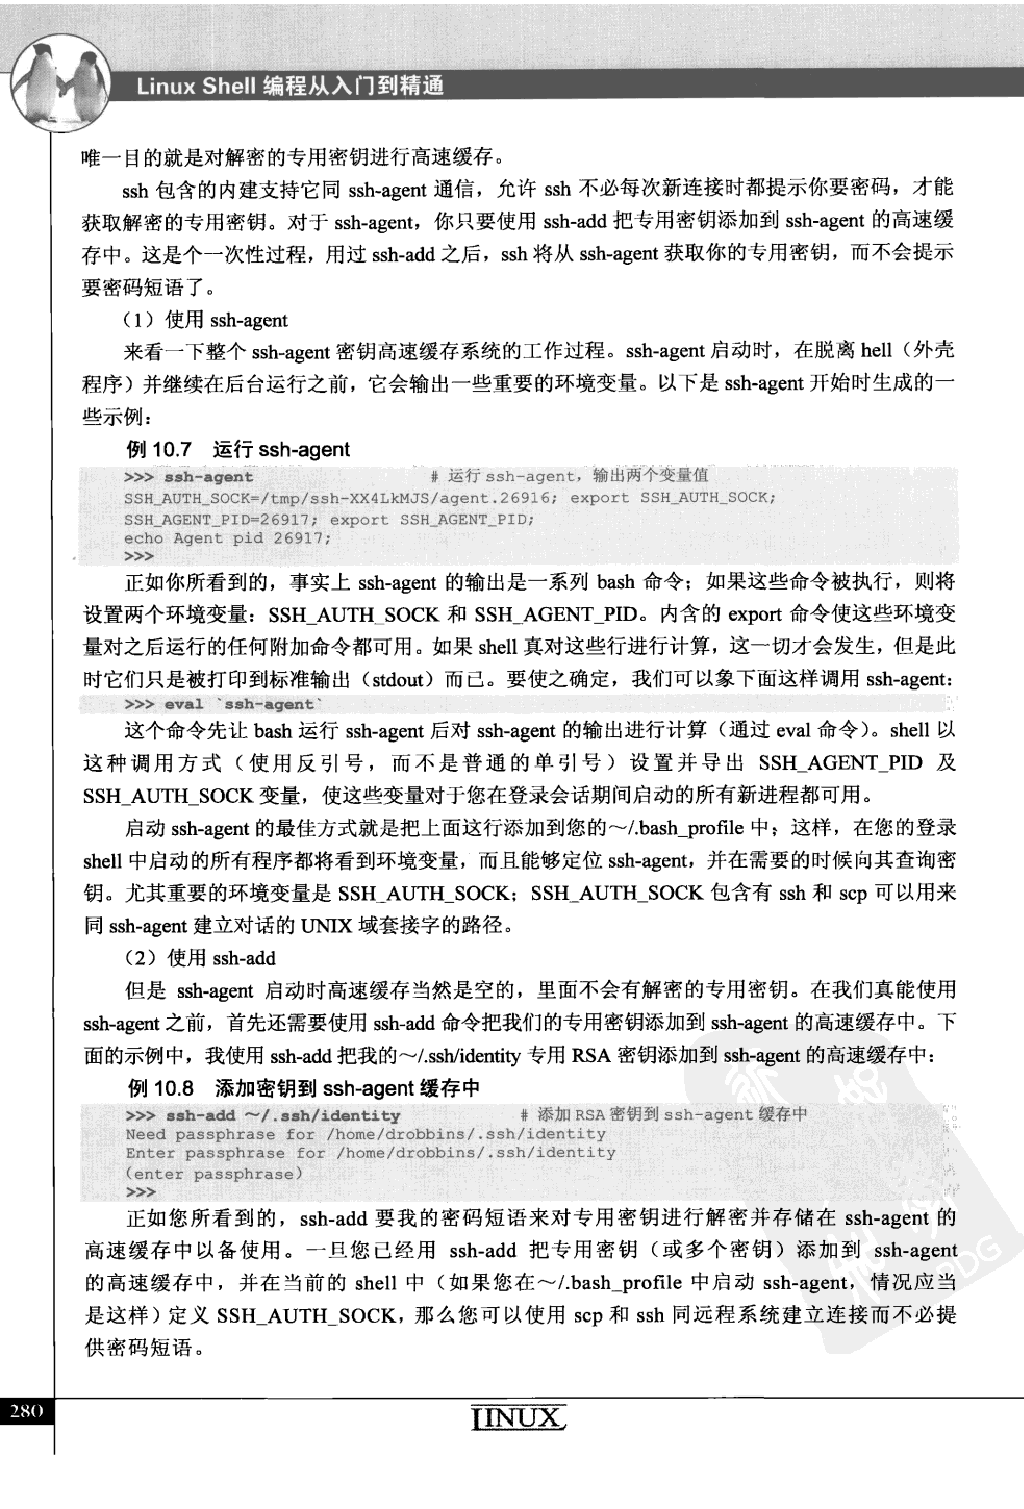 Linux Shell 编程从入门到精通
唯一目的就是对解密的专用密钥进行高速缓存。
ssh 包含的内建支持它同 ssh-agent 通信，允许 ssh 不必每次新连接时都提示你要密码，才能
获取解密的专用密钥。对于 ssh-agent，你只要使用 ssh-add 把专用密钥添加到 ssh-agent 的高速缓
存中。这是个一次性过程，用过 ssh-add 之后，ssh 将从 ssh-agent 获取你的专用密钥，而不会提示
要密码短语了。
（1）使用 ssh-agent
来看一下整个 ssh-agent 密钥高速缓存系统的工作过程。ssh-agent 启动时，在脱离 hell（外壳
程序）并继续在后台运行之前，它会输出一些重要的环境变量。以下是 ssh-agent 开始时生成的一
些示例：
例 10.7 运行 ssh-agent
>>> ssh-agent # 运行 ssh-agent，输出两个变量值
SSH_AUTH_SOCK=/tmp/ssh-XX4LkMJS/agent.26916; export SSH_AUTH_SOCK;
SSH_AGENT_PID=26917; export SSH_AGENT_PID;
echo Agent pid 26917;
>>>
正如你所看到的，事实上 ssh-agent 的输出是一系列 bash 命令；如果这些命令被执行，则将
设置两个环境变量：SSH_AUTH_SOCK 和 SSH_AGENT_PID。内含的 export 命令使这些环境变
量对之后运行的任何附加命令都可用。如果 shell 真对这些行进行计算，这一切才会发生，但是此
时它们只是被打印到标准输出（stdout）而已。要使之确定，我们可以象下面这样调用 ssh-agent：
>>> eval `ssh-agent`
这个命令先让 bash 运行 ssh-agent 后对 ssh-agent 的输出进行计算（通过 eval 命令）。shell 以
这种调用方式（使用反引号，而不是普通的单引号）设置并导出 SSH_AGENT_PID 及
SSH_AUTH_SOCK 变量，使这些变量对于您在登录会话期间启动的所有新进程都可用。
启动 ssh-agent 的最佳方式就是把上面这行添加到您的～/.bash_profile 中；这样，在您的登录
shell 中启动的所有程序都将看到环境变量，而且能够定位 ssh-agent，并在需要的时候向其查询密
钥。尤其重要的环境变量是 SSH_AUTH_SOCK；SSH_AUTH_SOCK 包含有 ssh 和 scp 可以用来
同 ssh-agent 建立对话的 UNIX 域套接字的路径。
（2）使用 ssh-add
但是 ssh-agent 启动时高速缓存当然是空的，里面不会有解密的专用密钥。在我们真能使用
ssh-agent 之前，首先还需要使用 ssh-add 命令把我们的专用密钥添加到 ssh-agent 的高速缓存中。下
面的示例中，我使用 ssh-add 把我的～/.ssh/identity 专用 RSA 密钥添加到 ssh-agent 的高速缓存中：
例 10.8 添加密钥到 ssh-agent 缓存中
>>> ssh-add ～/.ssh/identity # 添加 RSA 密钥到 ssh-agent 缓存中
Need passphrase for /home/drobbins/.ssh/identity
Enter passphrase for /home/drobbins/.ssh/identity
(enter passphrase)
>>>
正如您所看到的，ssh-add 要我的密码短语来对专用密钥进行解密并存储在 ssh-agent 的
高速缓存中以备使用。一旦您已经用 ssh-add 把专用密钥（或多个密钥）添加到 ssh-agent
的高速缓存中，并在当前的 shell 中（如果您在～/.bash_profile 中启动 ssh-agent，情况应当
是这样）定义 SSH_AUTH_SOCK，那么您可以使用 scp 和 ssh 同远程系统建立连接而不必提
供密码短语。
280
LINUX